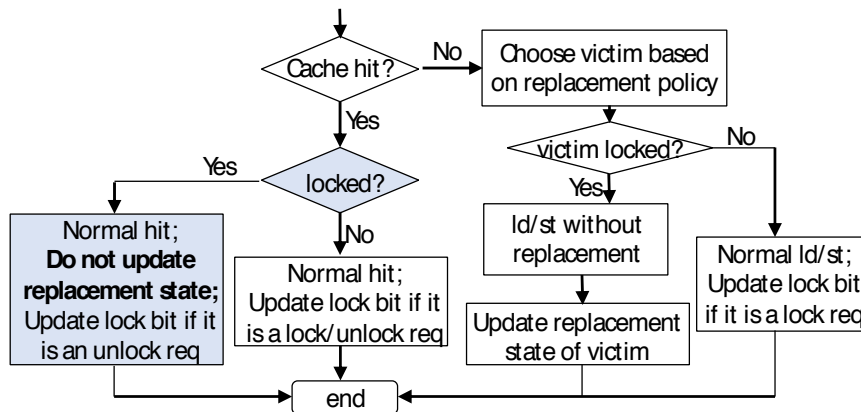 Cache hit?
No
Choose victim based
on replacement policy
Yes
locked?
Yes
No
victim locked?
No
Yes
Normal hit;
Do not update
replacement state;
Update lock bit if it
is an unlock req
Normal hit;
Update lock bit if it
is a lock/unlock req
ld/st without
replacement
Update replacement
state of victim
Normal ld/st;
Update lock bit
if it is a lock req
end